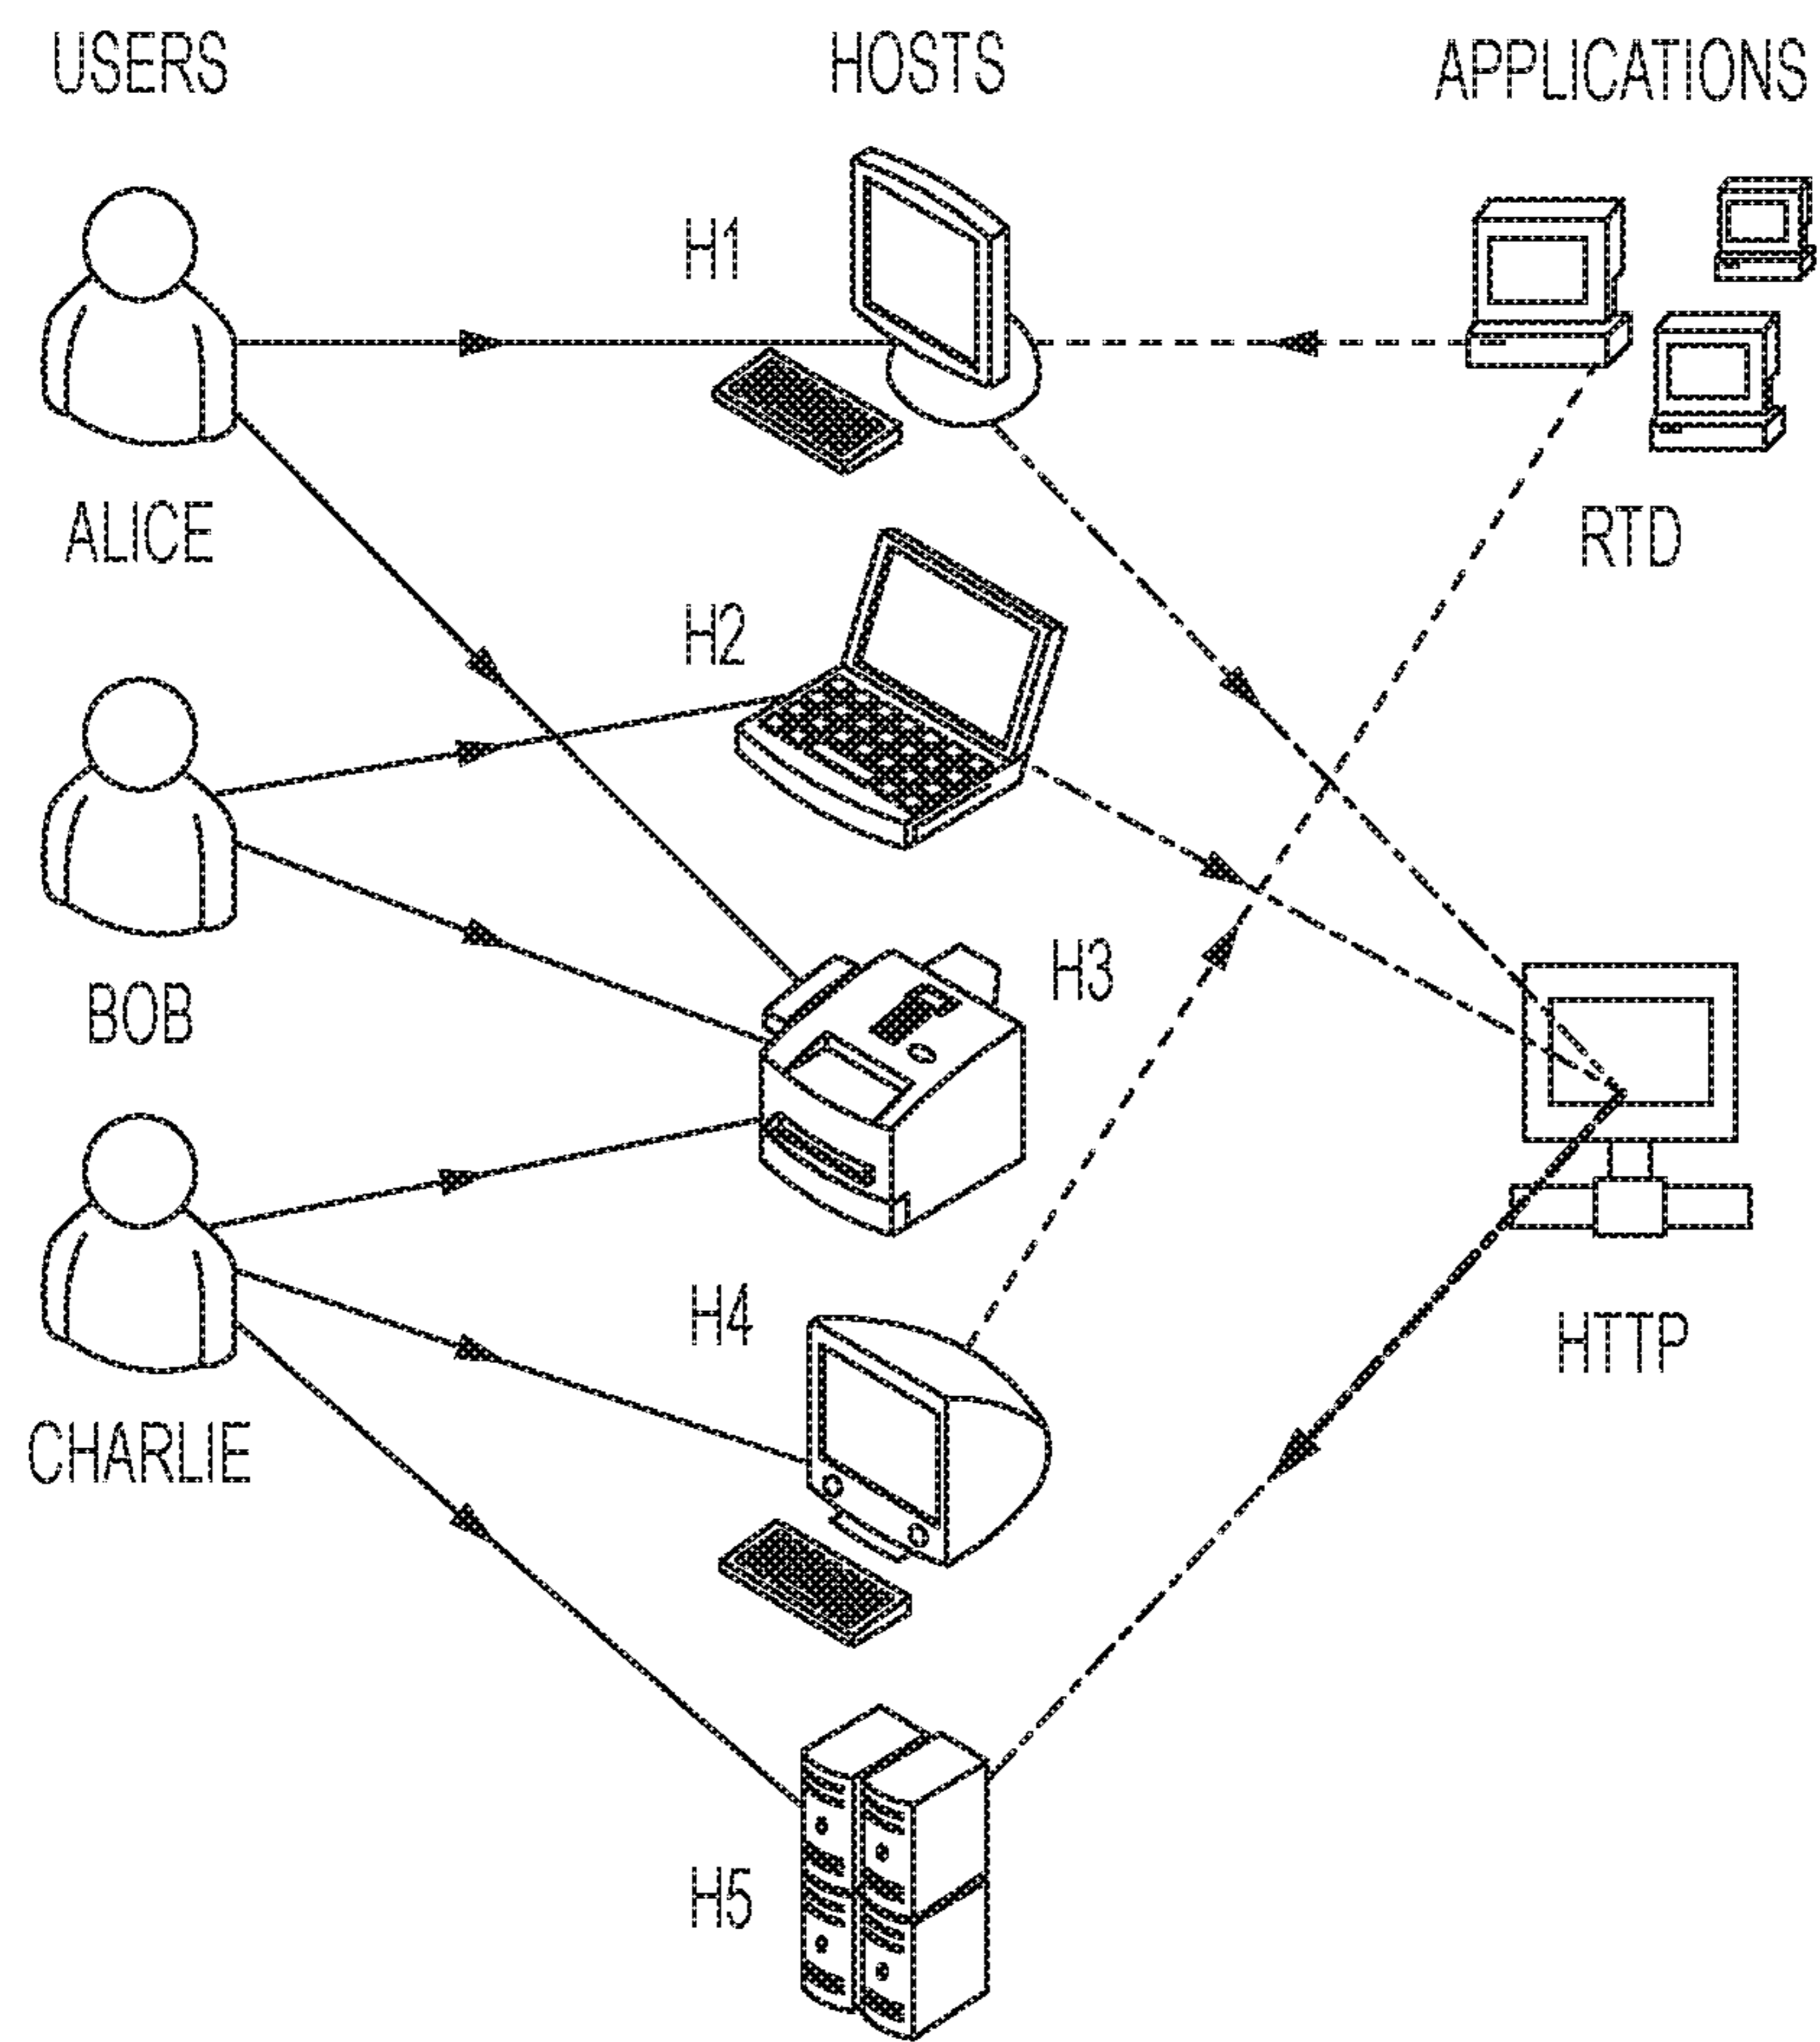 USERS HOSTS APPLICATIONS
H1
ALICE
RTD
H2
BOB
H3
CHARLIE
H4
HTTP
H5